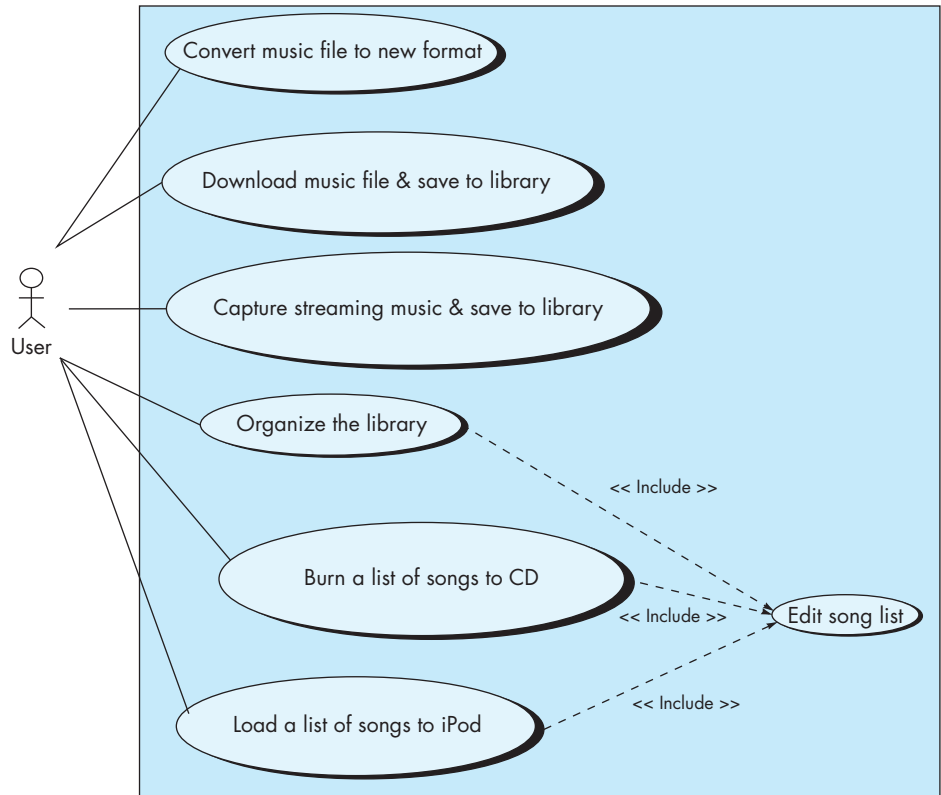 Convert music file to new format
Download music file & save to library
Capture streaming music & save to library
User
Organize the library
<< Include >>
Burn a list of songs to CD
<< Include >>
Edit song list
Load a list of songs to iPod
<< Include >>